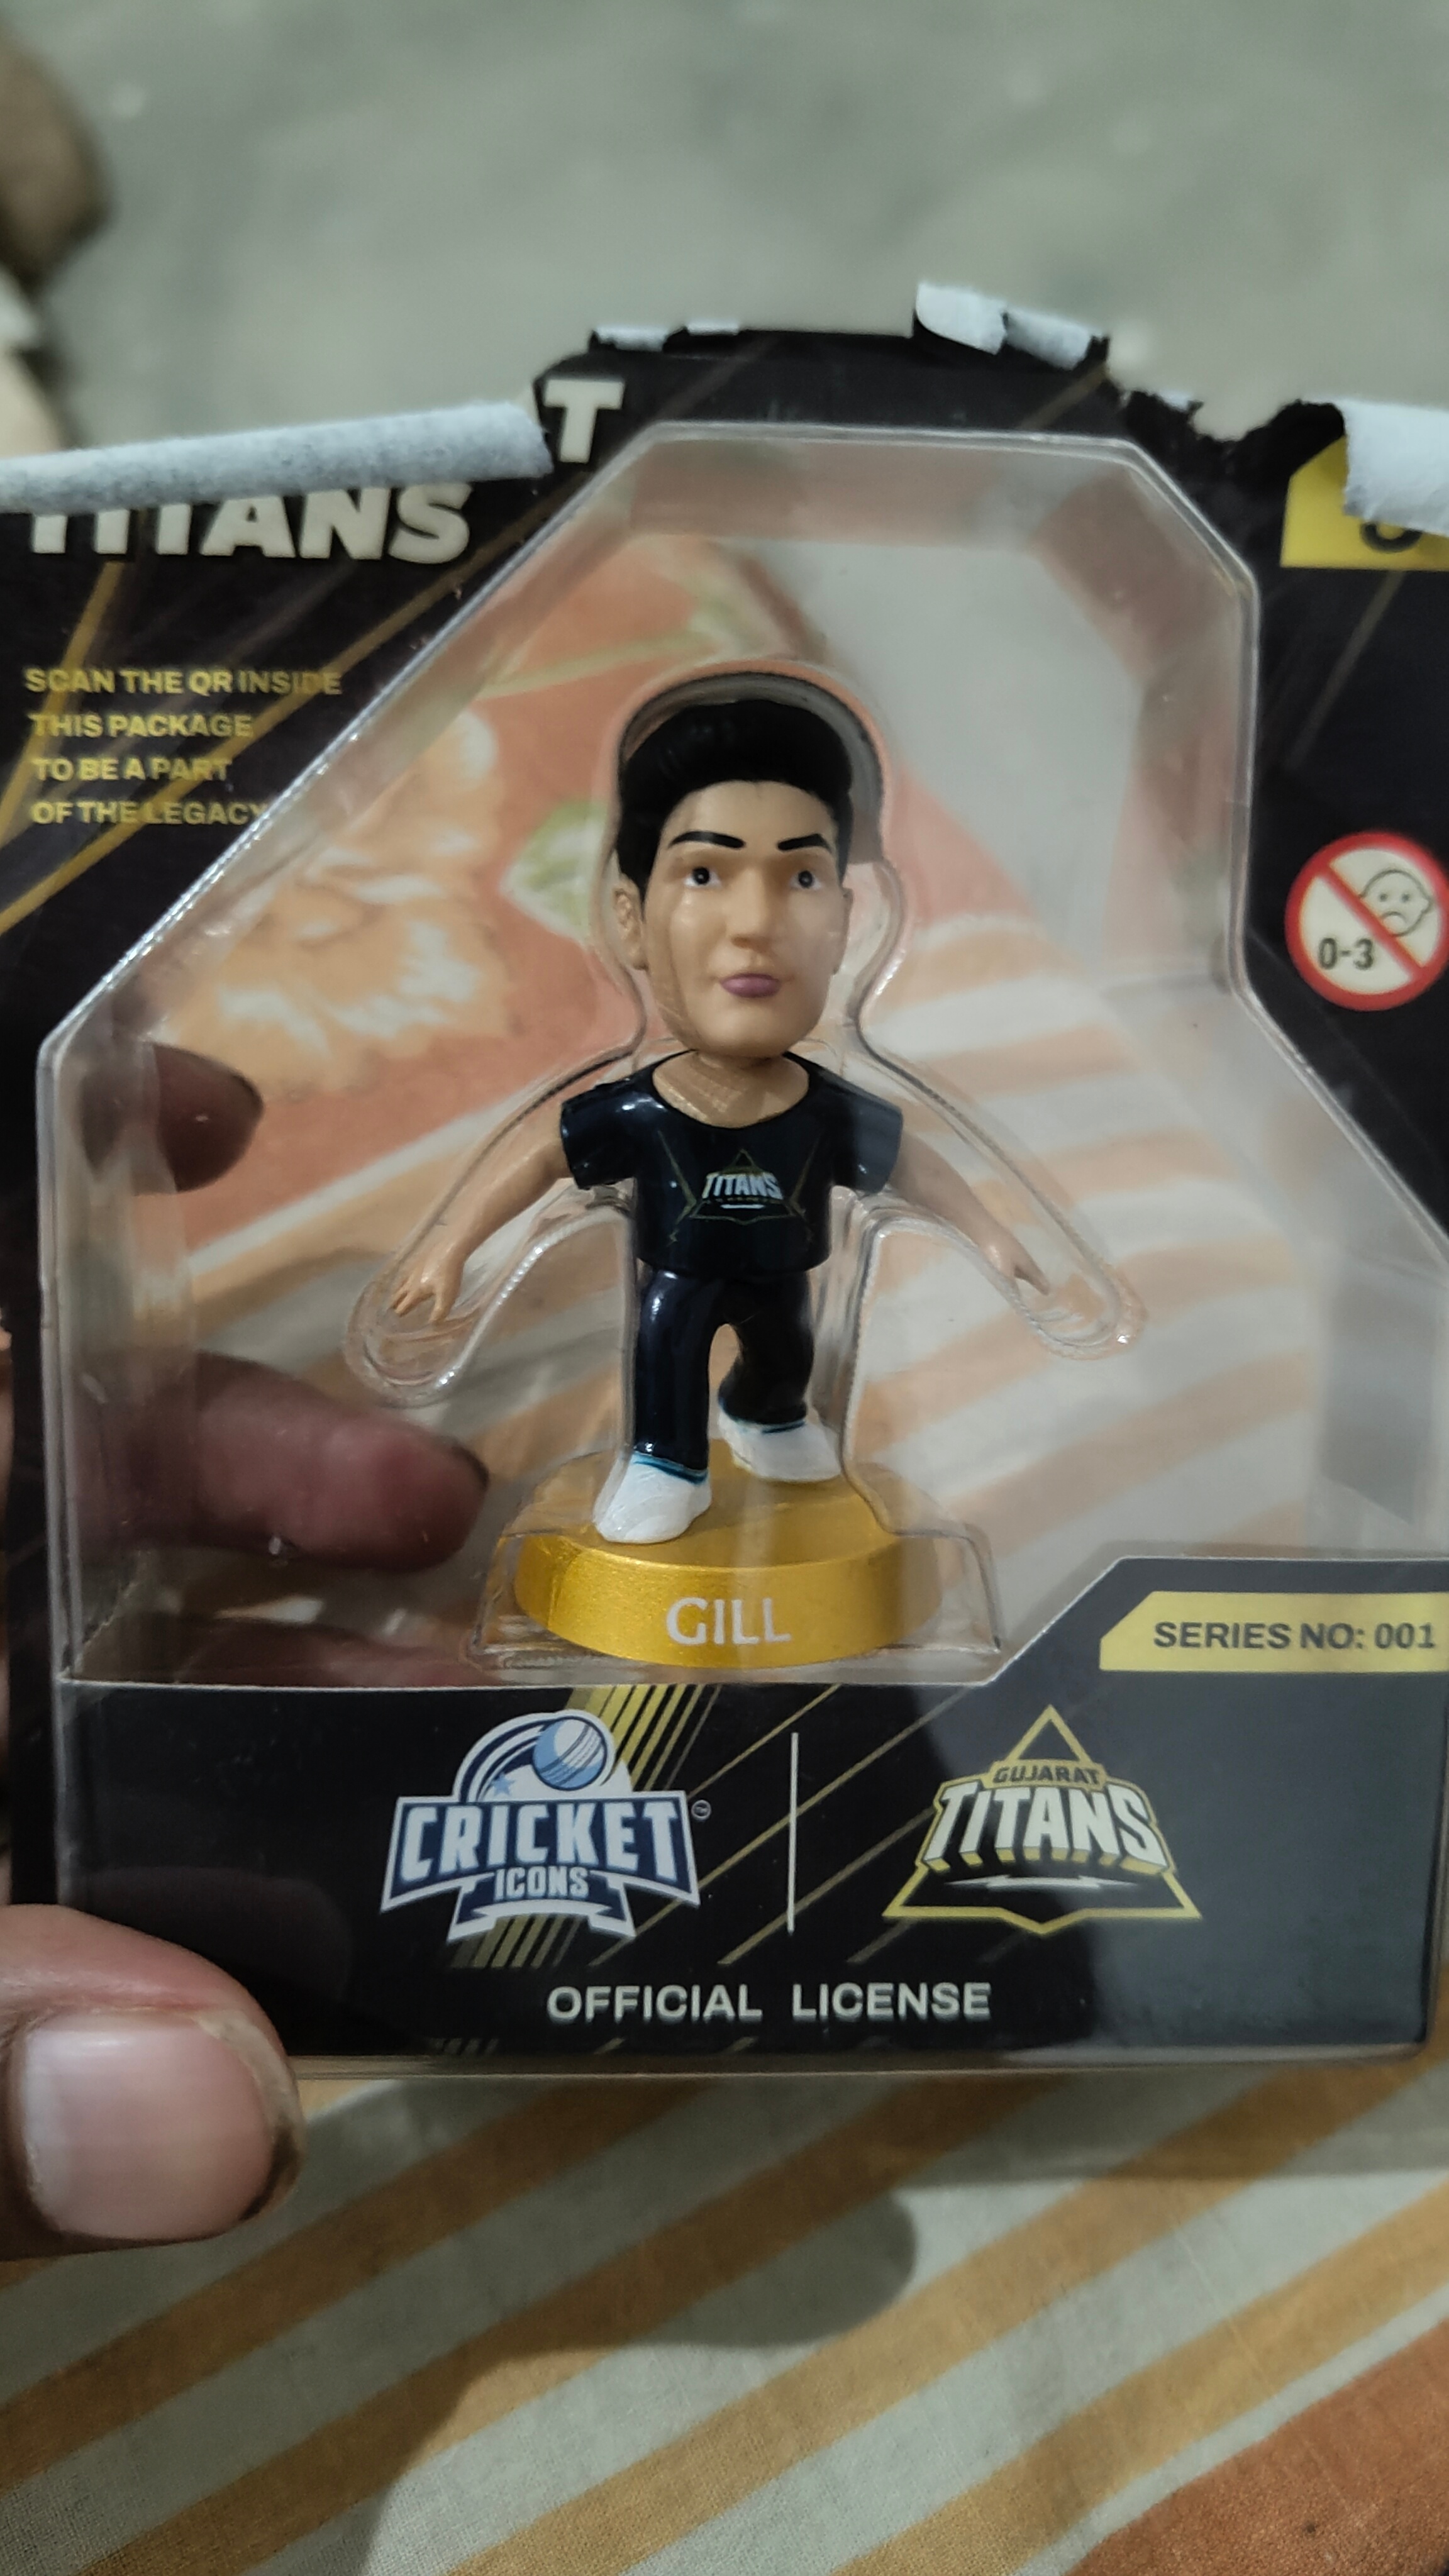 T
TITANS
SCAN THE QR INSIDE
THIS PACKAGE
TO BE A PART
OF THE LEGACY
0-3
TITANS
GILL
SERIES NO: 001
CRICKET
ICONS
TM
GUJARAT
TITANS
OFFICIAL LICENSE